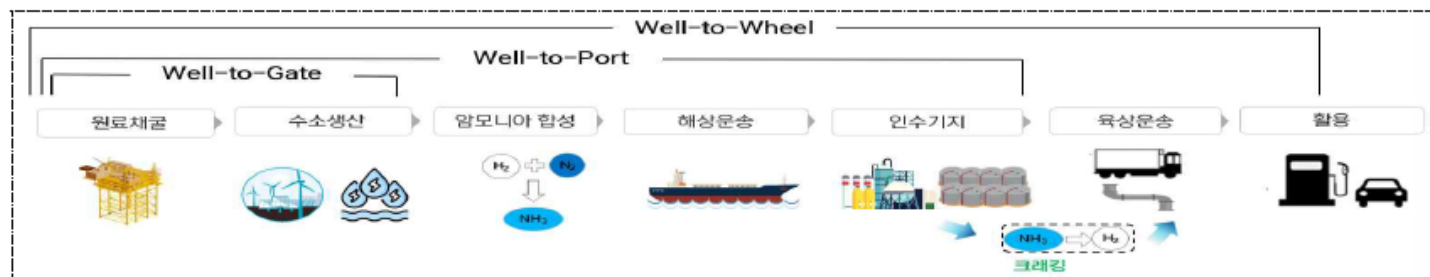 Well-to-Wheel
Well-to-Port
Well-to-Gate
원료채굴
수소생산
암모니아 합성
해상운송
인수기지
육상운송
활용
H₂
N₂
NH₃
NH₃
H₂
크래킹